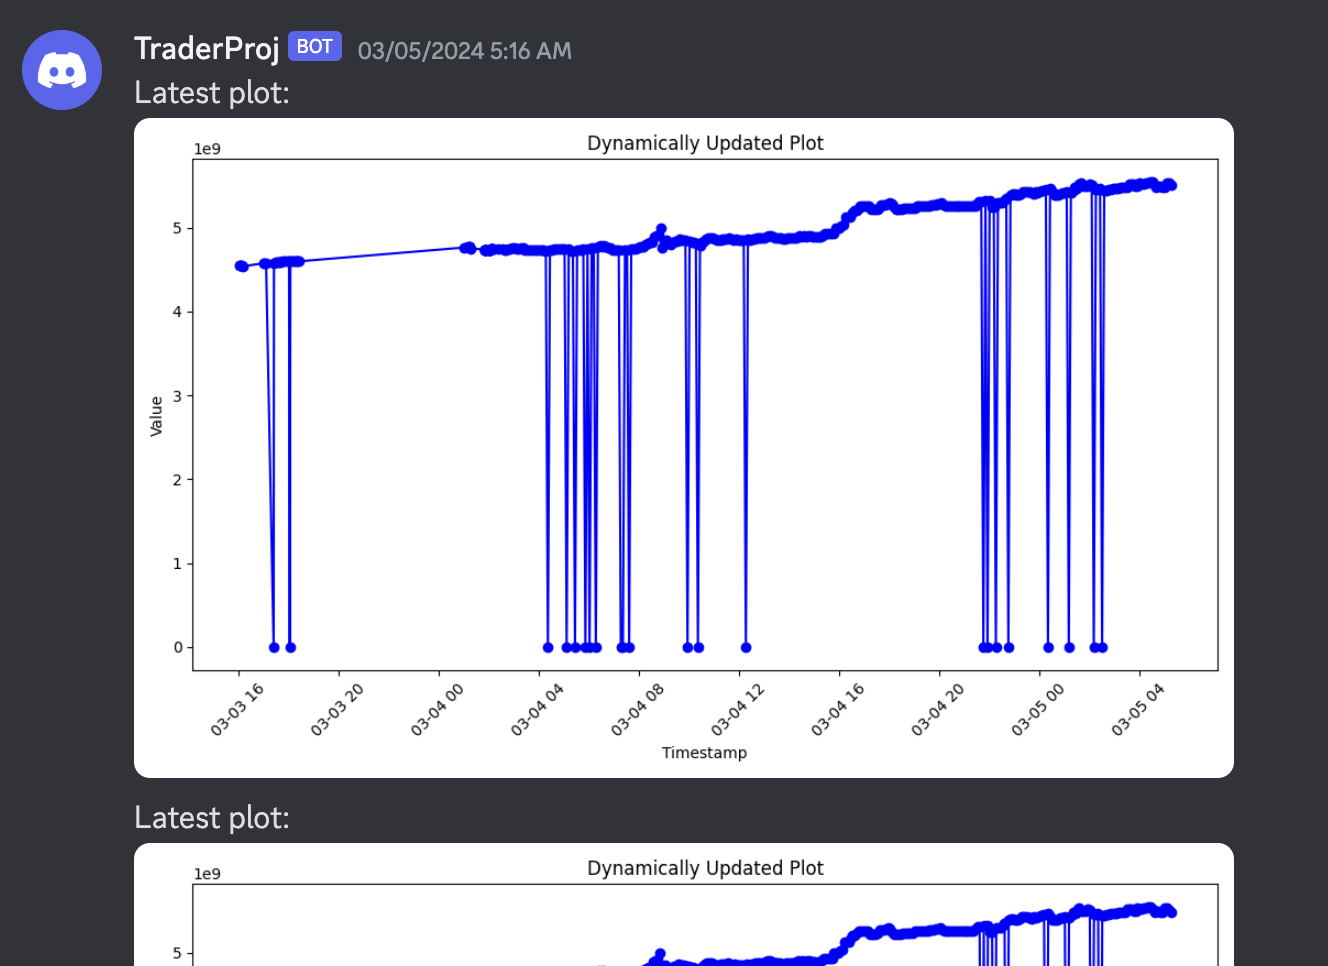 TraderProj BOT 03/05/2024 5:16 AM
Latest plot:
Dynamically Updated Plot
1e9
5
4
3
2
1
0
Value
03-03 16
03-03 20
03-04 00
03-04 04
03-04 08
03-04 12
03-04 16
03-04 20
03-05 00
03-05 04
Timestamp
Latest plot:
Dynamically Updated Plot
1e9
5